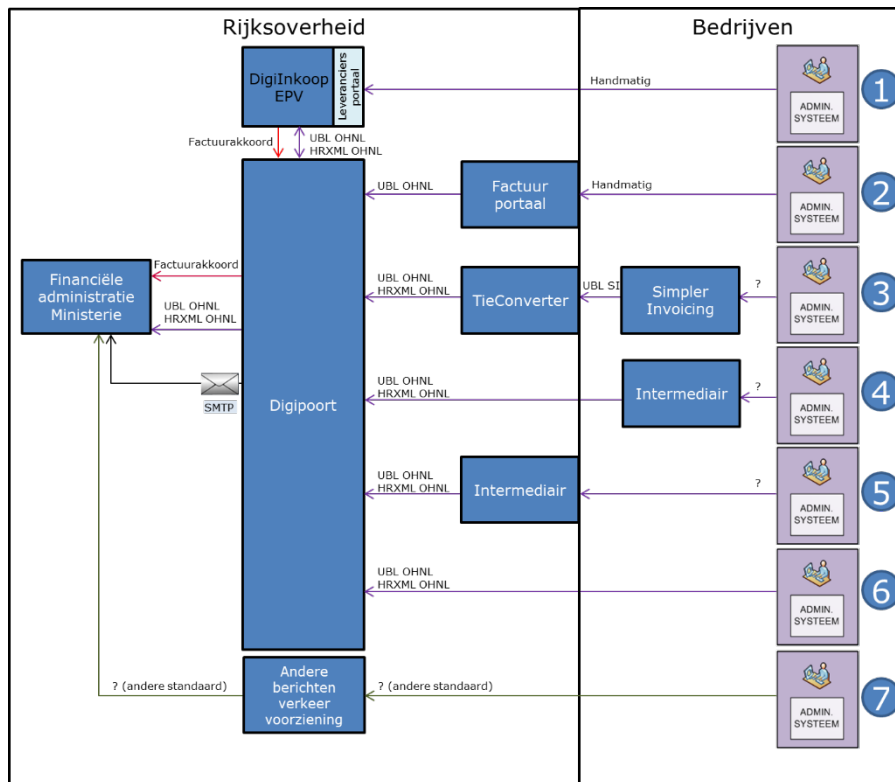 Rijksoverheid
Bedrijven
DigiInkoop
EPV
Leveranciers
portaal
Handmatig
ADMIN.
SYSTEEM
1
Factuurakkoord
UBL OHNL
HRXML OHNL
UBL OHNL
Factuur
portaal
Handmatig
ADMIN.
SYSTEEM
2
Financiële
administratie
Ministerie
Factuurakkoord
UBL OHNL
HRXML OHNL
SMTP
Digipoort
UBL OHNL
HRXML OHNL
TieConverter
UBL SI
Simpler
Invoicing
?
ADMIN.
SYSTEEM
3
UBL OHNL
HRXML OHNL
Intermediair
?
ADMIN.
SYSTEEM
4
UBL OHNL
HRXML OHNL
Intermediair
?
ADMIN.
SYSTEEM
5
UBL OHNL
HRXML OHNL
ADMIN.
SYSTEEM
6
? (andere standaard)
Andere
berichten
verkeer
voorziening
? (andere standaard)
ADMIN.
SYSTEEM
7